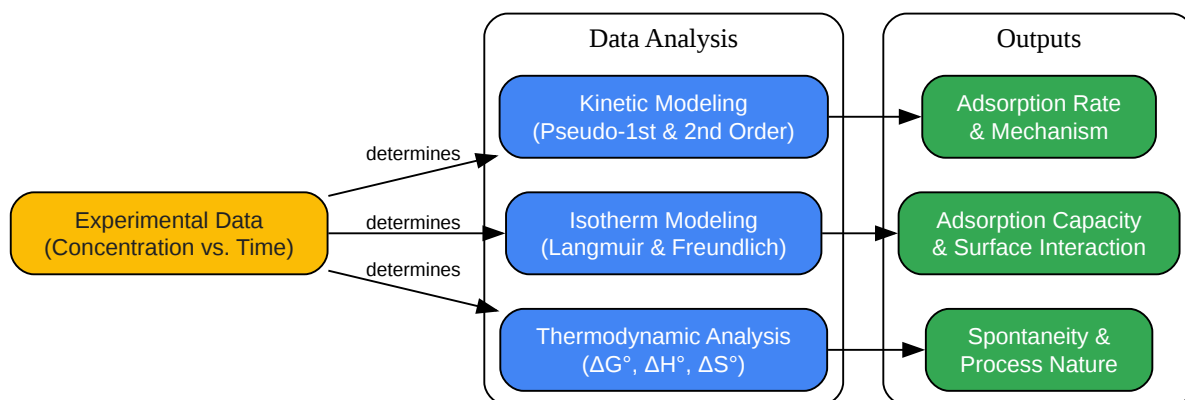 Data Analysis
Outputs
Kinetic Modeling
(Pseudo-1st & 2nd Order)
Adsorption Rate
& Mechanism
determines
Experimental Data
(Concentration vs. Time)
determines
Isotherm Modeling
(Langmuir & Freundlich)
Adsorption Capacity
& Surface Interaction
determines
Thermodynamic Analysis
(ΔG°, ΔH°, ΔS°)
Spontaneity &
Process Nature